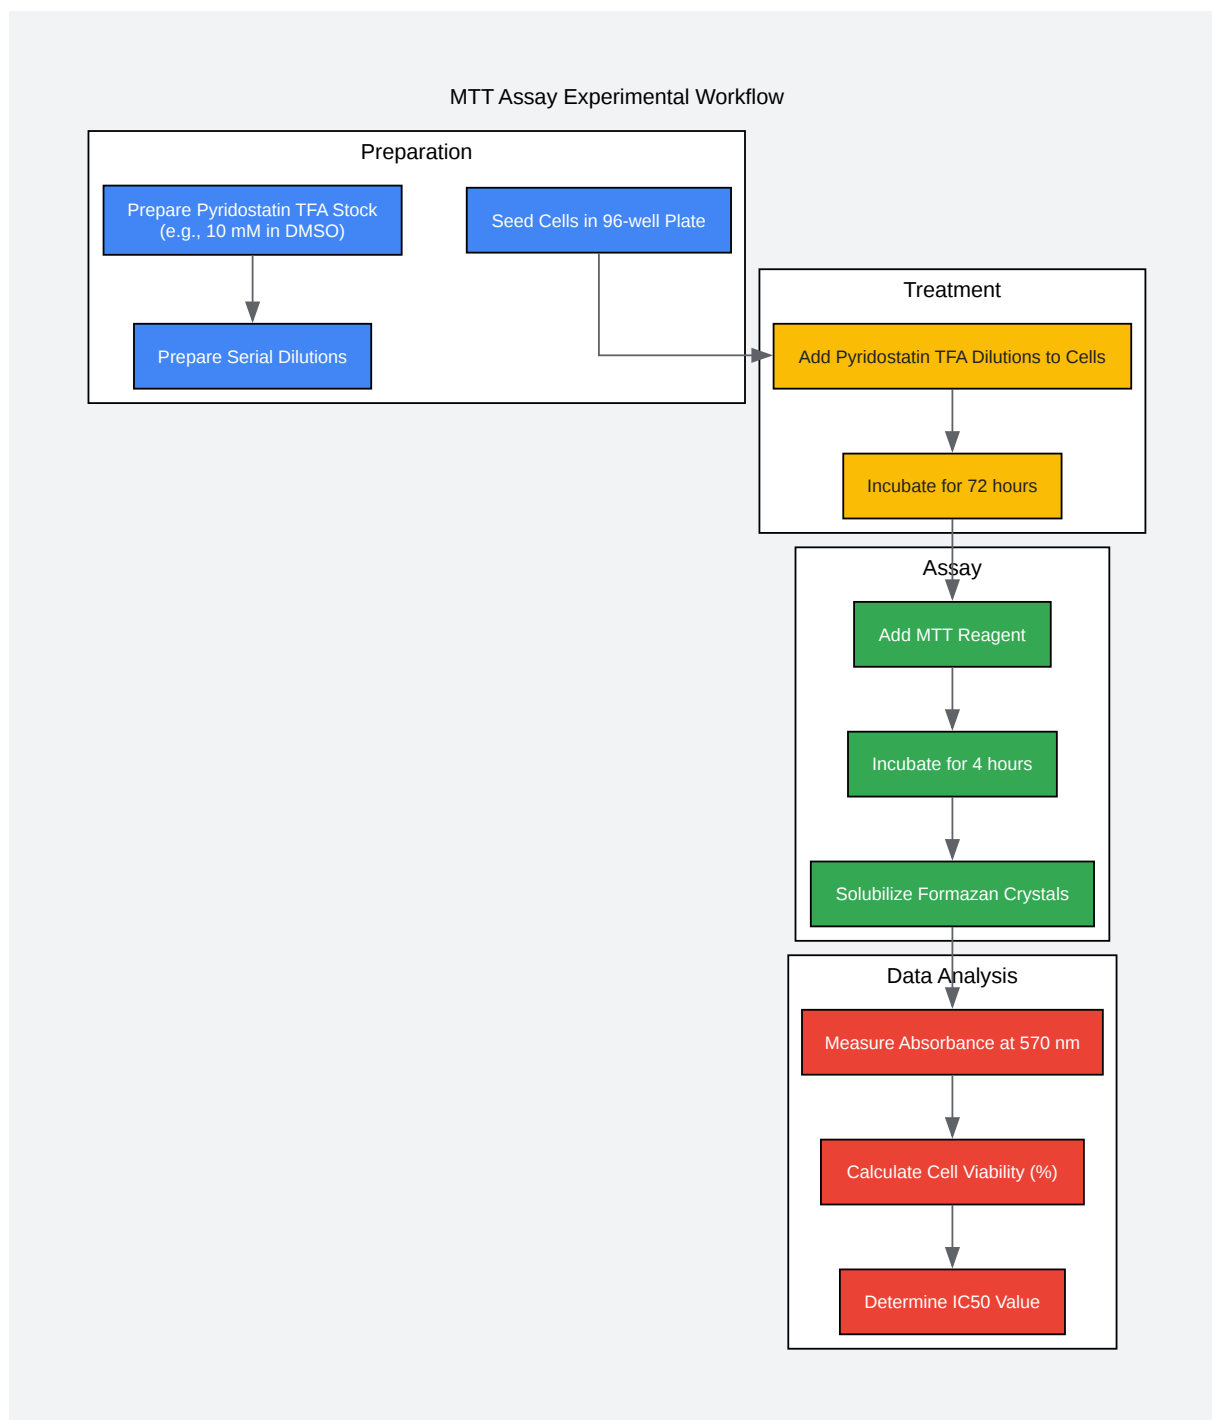 MTT Assay Experimental Workflow
Preparation
Prepare Pyridostatin TFA Stock
(e.g., 10 mM in DMSO)
Seed Cells in 96-well Plate
Prepare Serial Dilutions
Treatment
Add Pyridostatin TFA Dilutions to Cells
Incubate for 72 hours
Assay
Add MTT Reagent
Incubate for 4 hours
Solubilize Formazan Crystals
Data Analysis
Measure Absorbance at 570 nm
Calculate Cell Viability (%)
Determine IC50 Value